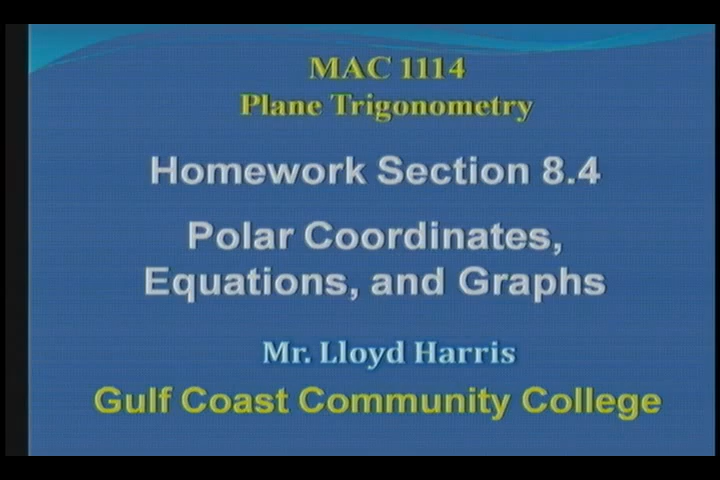 MAC 1114
Plane Trigonometry
Homework Section 8.4
Polar Coordinates,
Equations, and Graphs
Mr. Lloyd Harris
Gulf Coast Community College